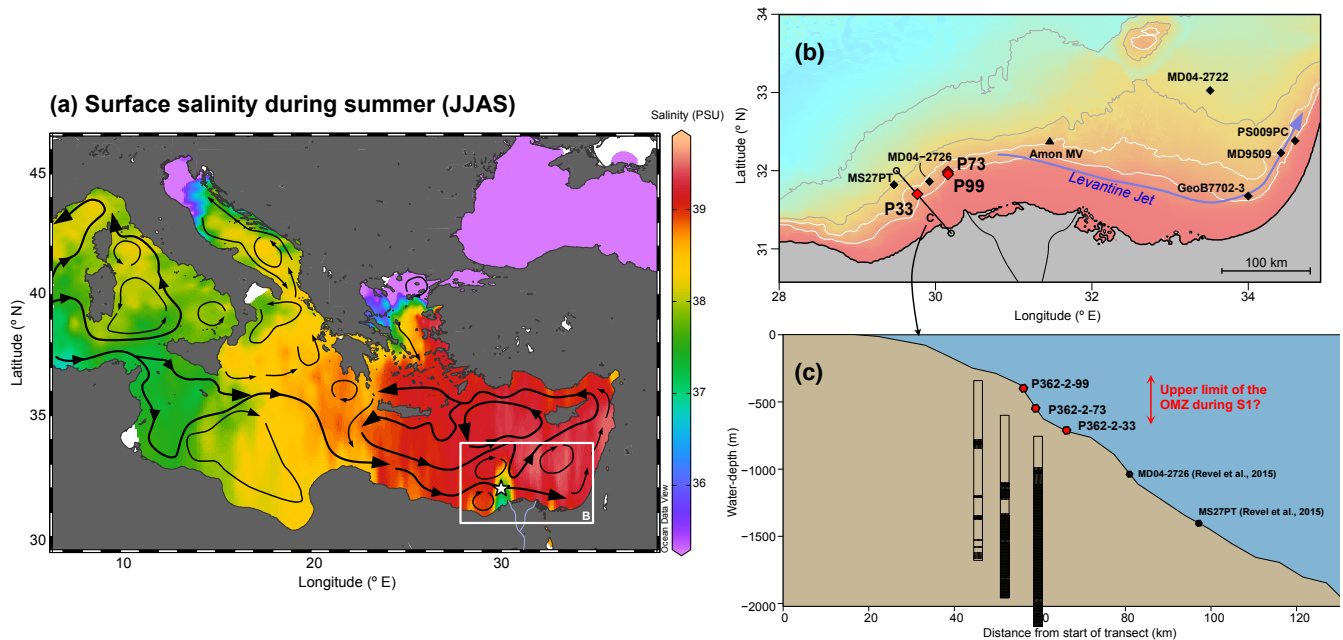 (a) Surface salinity during summer (JJAS)
Salinity (PSU)
45
40
35
30
Latitude (º N)
10
20
30
Longitude (º E)
39
38
37
36
Ocean Data View
B
(b)
34
33
32
31
Latitude (º N)
28
30
32
34
Longitude (º E)
MD04-2722
PS009PC
MD9509
GeoB7702-3
Amon MV
MD04-2726
MS27PT
P73
P99
P33
C
Levantine Jet
100 km
(c)
0
−500
−1000
−1500
−2000
Water-depth (m)
P362-2-99
P362-2-73
P362-2-33
Upper limit of the
OMZ during S1?
MD04-2726 (Revel et al., 2015)
MS27PT (Revel et al., 2015)
0
20
40
60
80
100
120
Distance from start of transect (km)